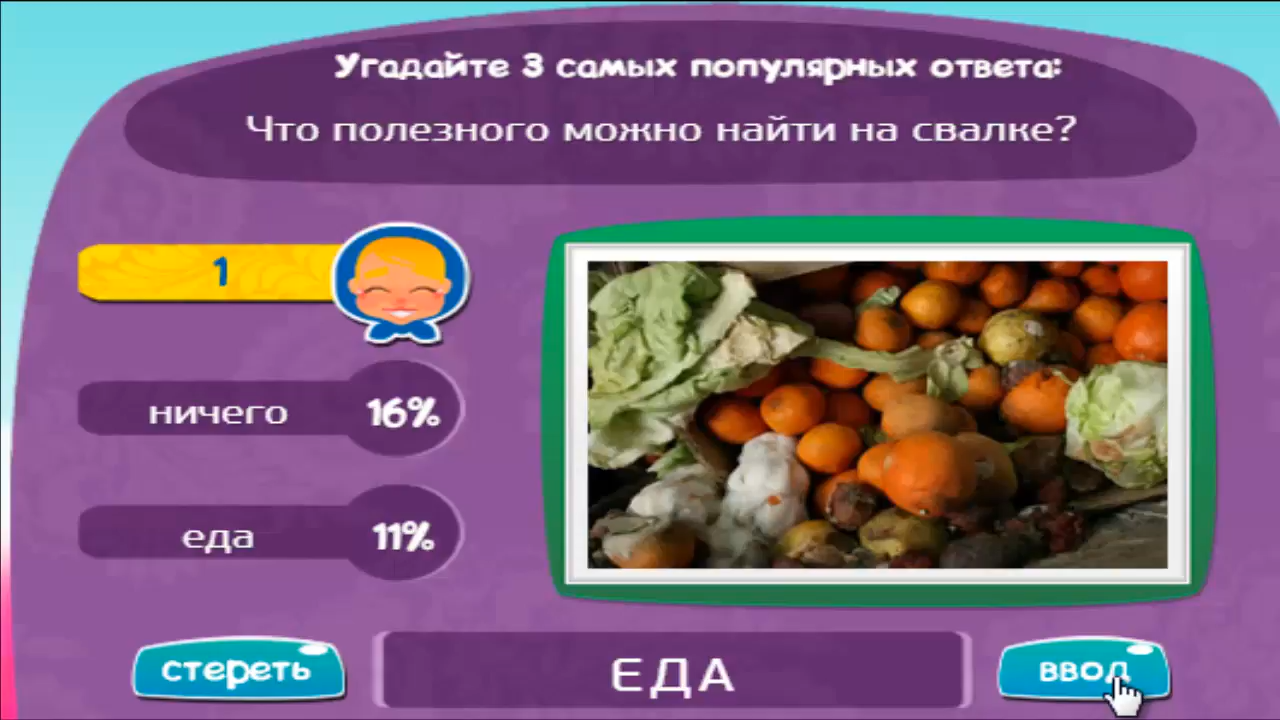 Угадайте 3 самых популярных ответа:
Что полезного можно найти на свалке?
1
ничего 16%
еда 11%
стереть ЕДА ввод